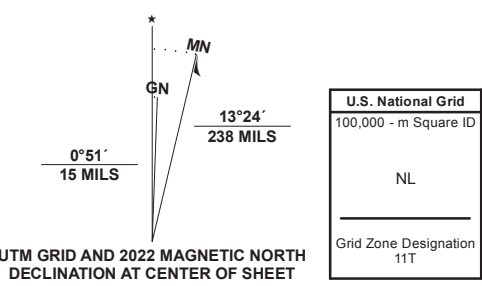 ★
MN
GN
13°24´
238 MILS
0°51´
15 MILS
UTM GRID AND 2022 MAGNETIC NORTH
DECLINATION AT CENTER OF SHEET
U.S. National Grid
100,000 - m Square ID
NL
Grid Zone Designation
11T